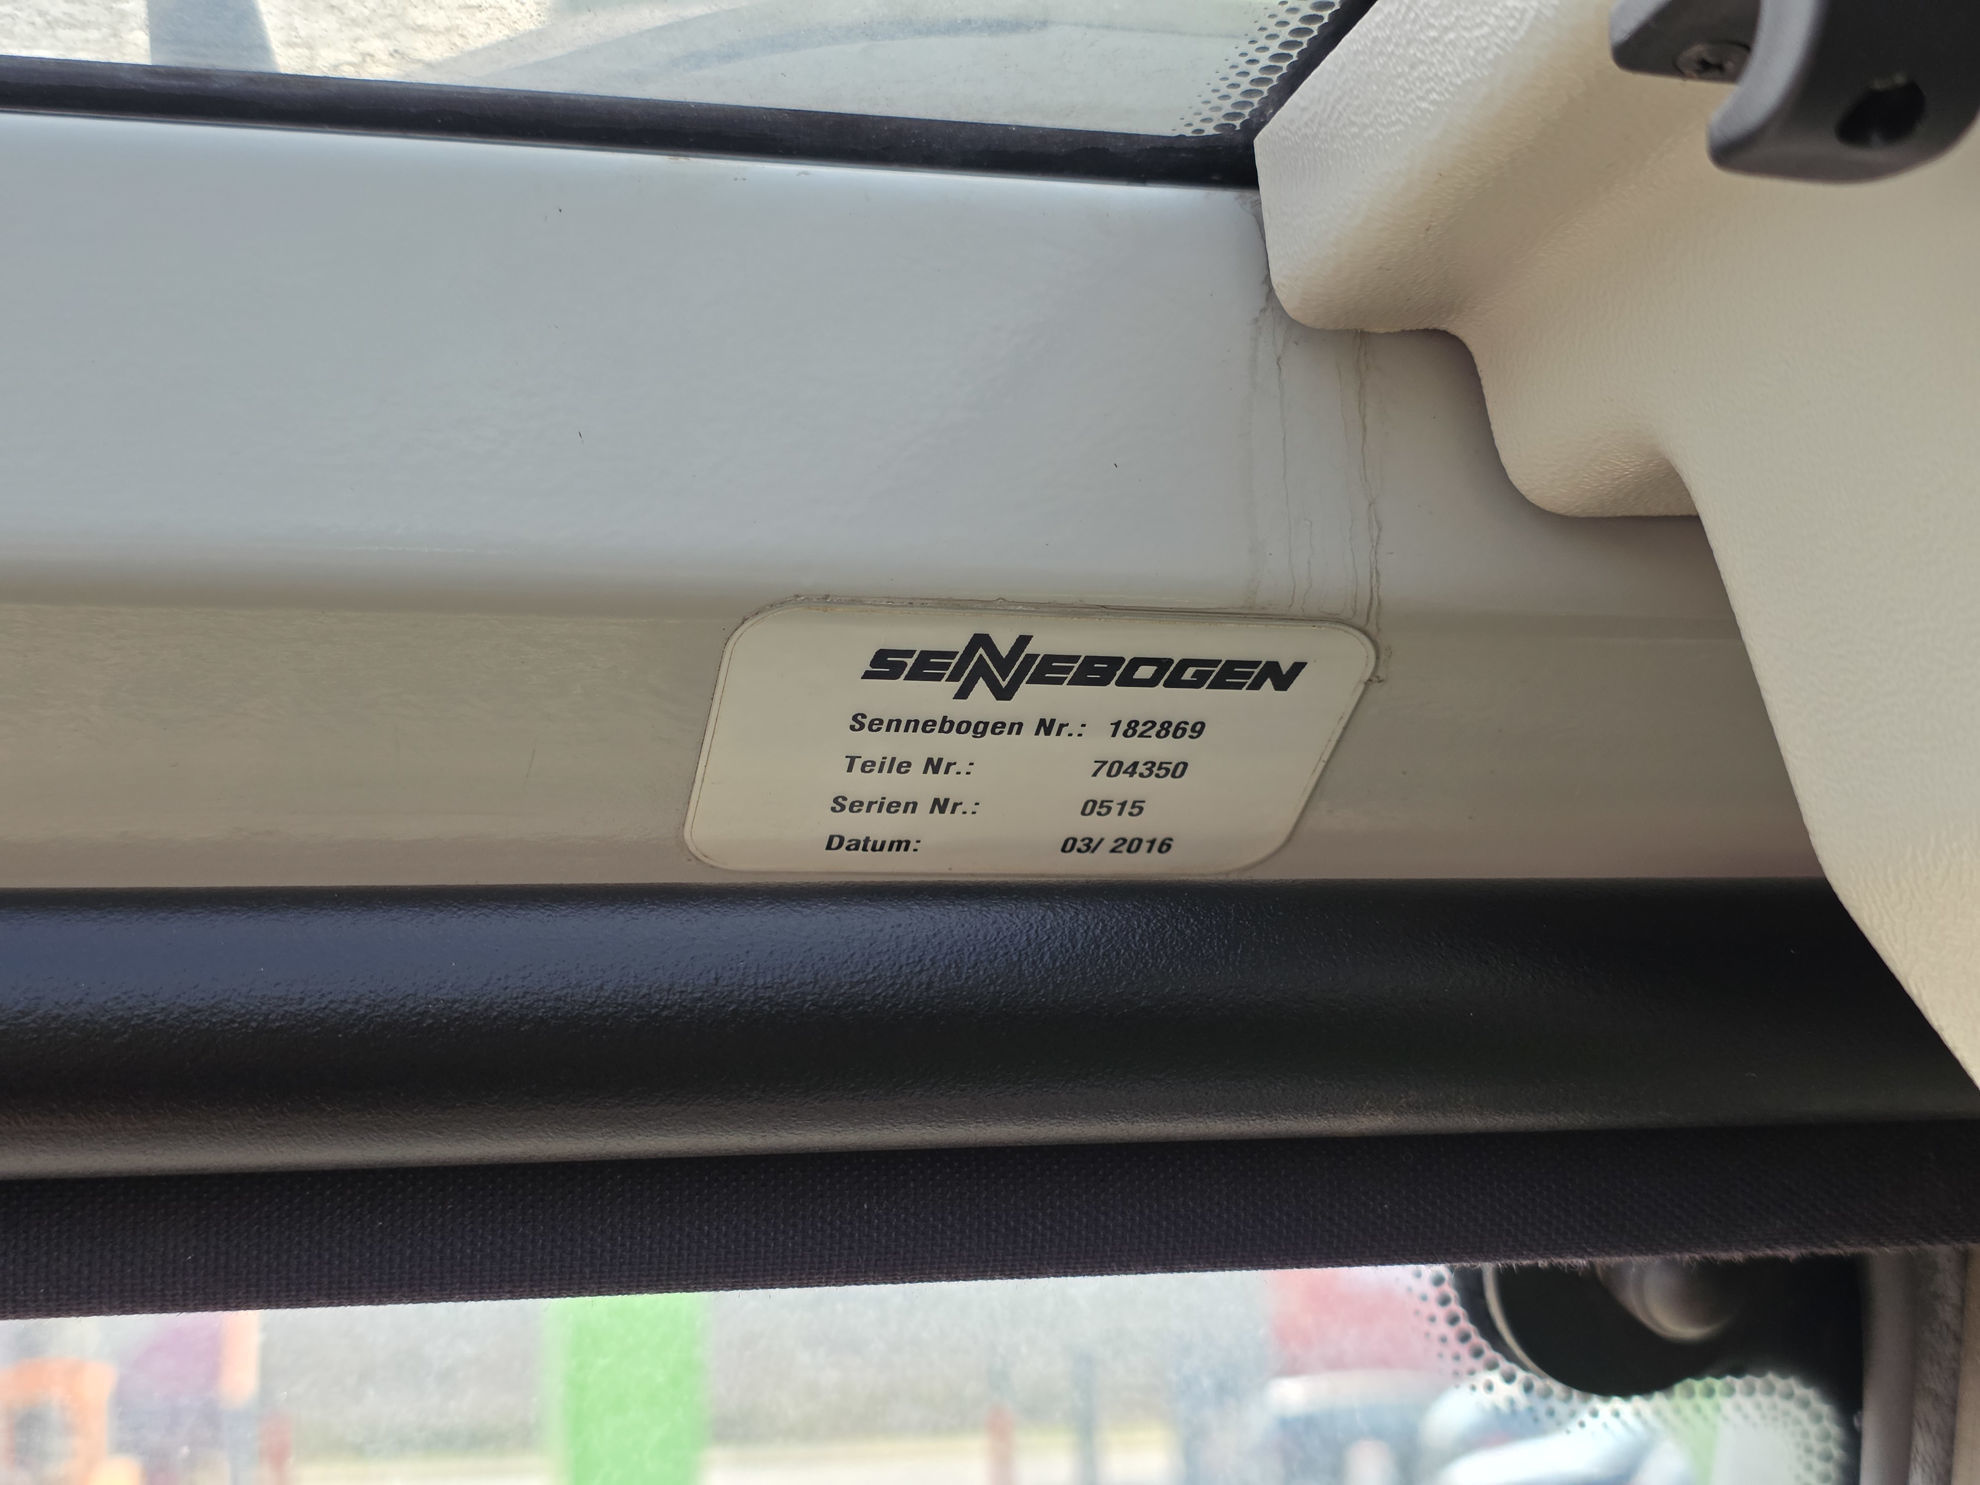 SENNEBOGEN
Sennebogen Nr.: 182869
Teile Nr.: 704350
Serien Nr.: 0515
Datum: 03/ 2016